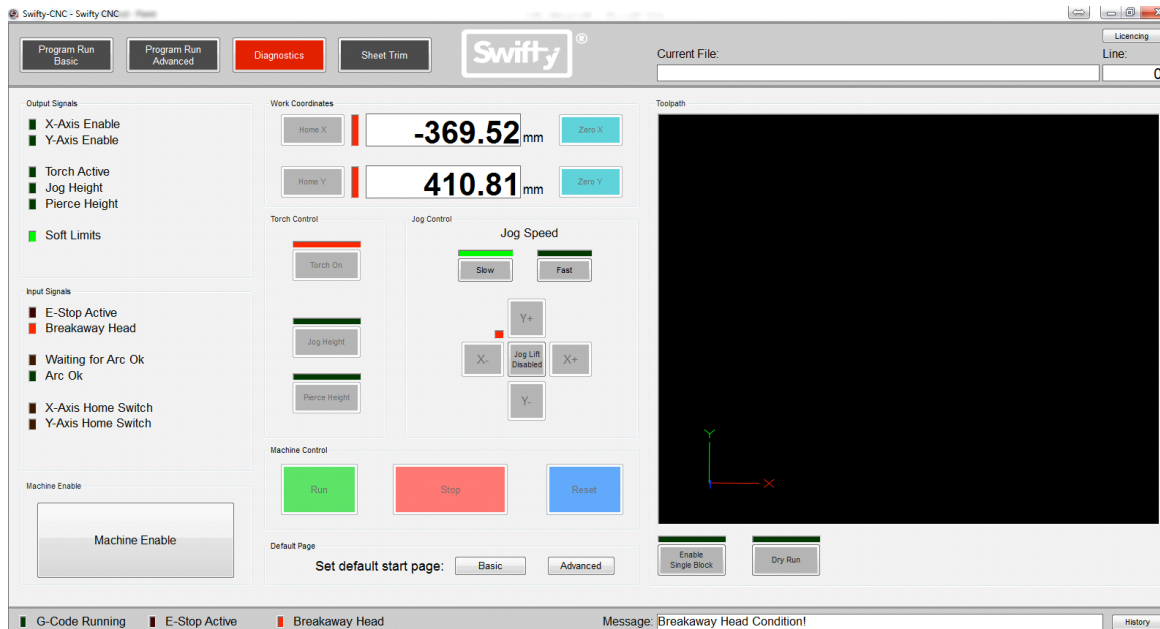 Swifty-CNC - Swifty CNC
Program Run
Basic
Program Run
Advanced
Diagnostics
Sheet Trim
Swifty®
Current File:
Licencing
Line:
0
Output Signals
X-Axis Enable
Y-Axis Enable
Torch Active
Jog Height
Pierce Height
Soft Limits
Input Signals
E-Stop Active
Breakaway Head
Waiting for Arc Ok
Arc Ok
X-Axis Home Switch
Y-Axis Home Switch
Machine Enable
Machine Enable
Work Coordinates
Home X
-369.52 mm
Zero X
Home Y
410.81 mm
Zero Y
Torch Control
Torch On
Jog Height
Pierce Height
Jog Control
Jog Speed
Slow
Fast
Y+
X-
Jog Lift
Disabled
X+
Y-
Machine Control
Run
Stop
Reset
Default Page
Set default start page:
Basic
Advanced
Toolpath
Y
X
Enable
Single Block
Dry Run
G-Code Running
E-Stop Active
Breakaway Head
Message:
Breakaway Head Condition!
History